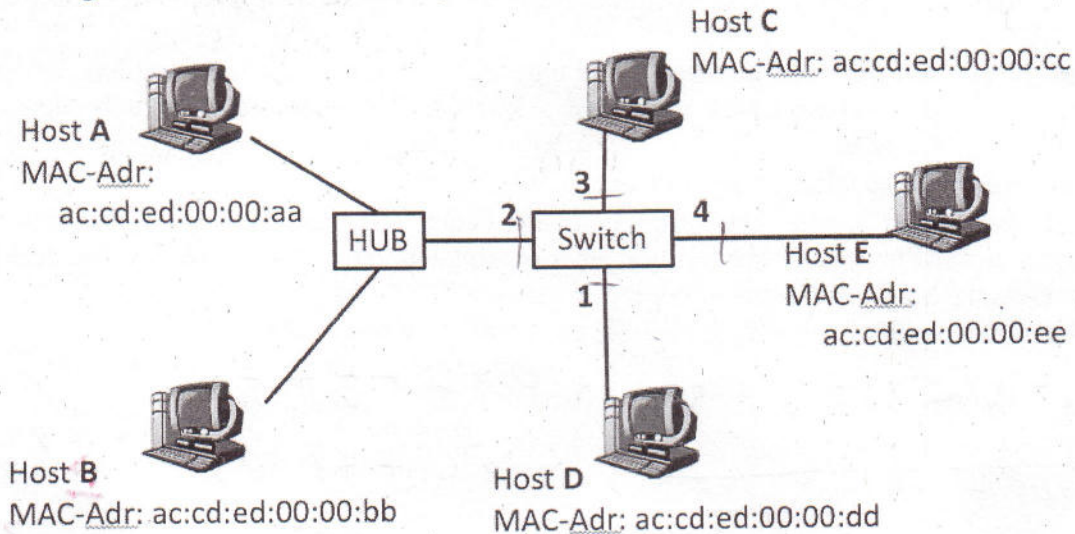 Host C
MAC-Adr: ac:cd:ed:00:00:cc
Host A
MAC-Adr:
ac:cd:ed:00:00:aa
3
2
4
HUB
Switch
Host E
MAC-Adr:
ac:cd:ed:00:00:ee
1
Host B
MAC-Adr: ac:cd:ed:00:00:bb
Host D
MAC-Adr: ac:cd:ed:00:00:dd